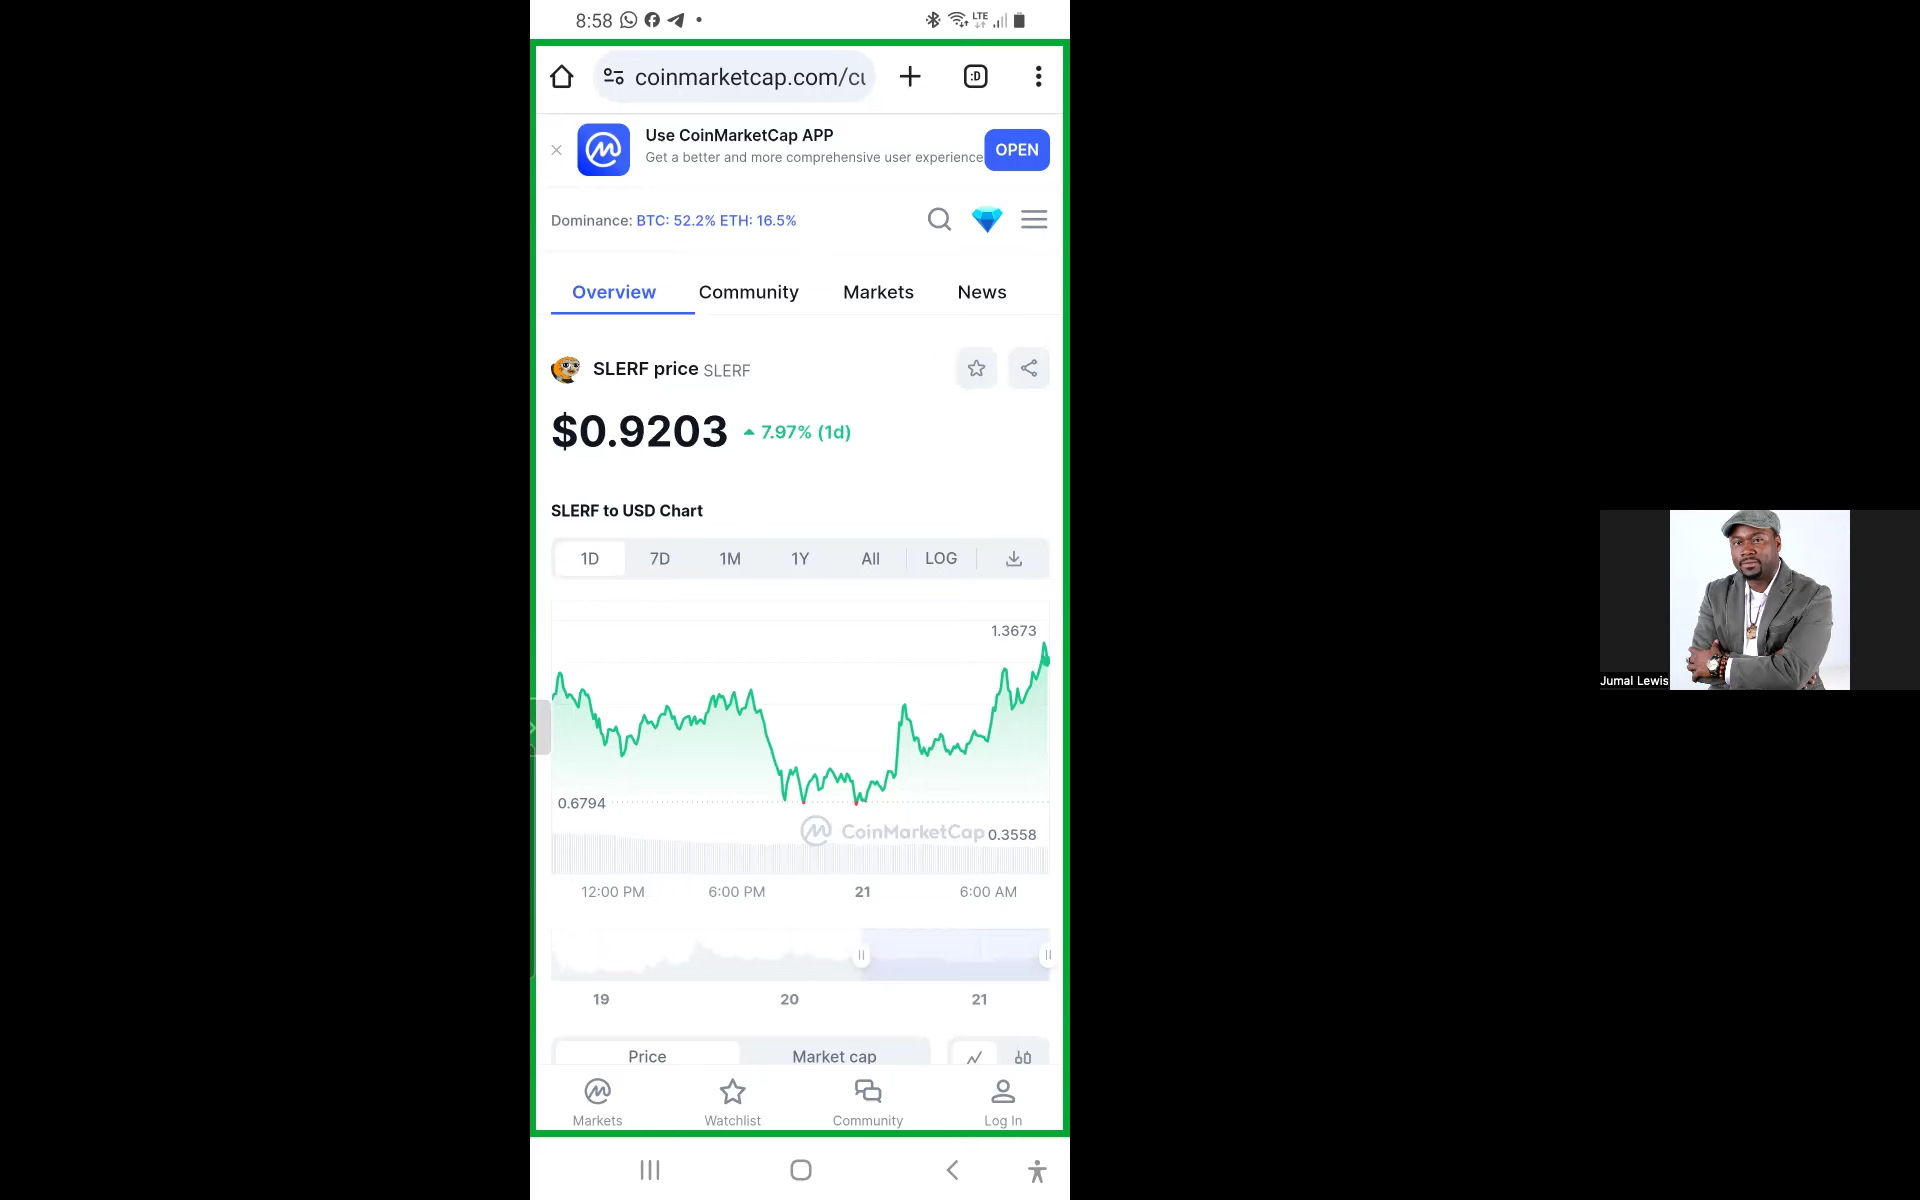 8:58
LTE
coinmarketcap.com/cu
:D
Use CoinMarketCap APP
Get a better and more comprehensive user experience
OPEN
Dominance: BTC: 52.2% ETH: 16.5%
Overview Community Markets News
SLERF price SLERF
$0.9203 7.97% (1d)
SLERF to USD Chart
1D 7D 1M 1Y All LOG
1.3673
0.6794
CoinMarketCap 0.3558
12:00 PM 6:00 PM 21 6:00 AM
19 20 21
Price Market cap
Markets Watchlist Community Log In
Jumal Lewis